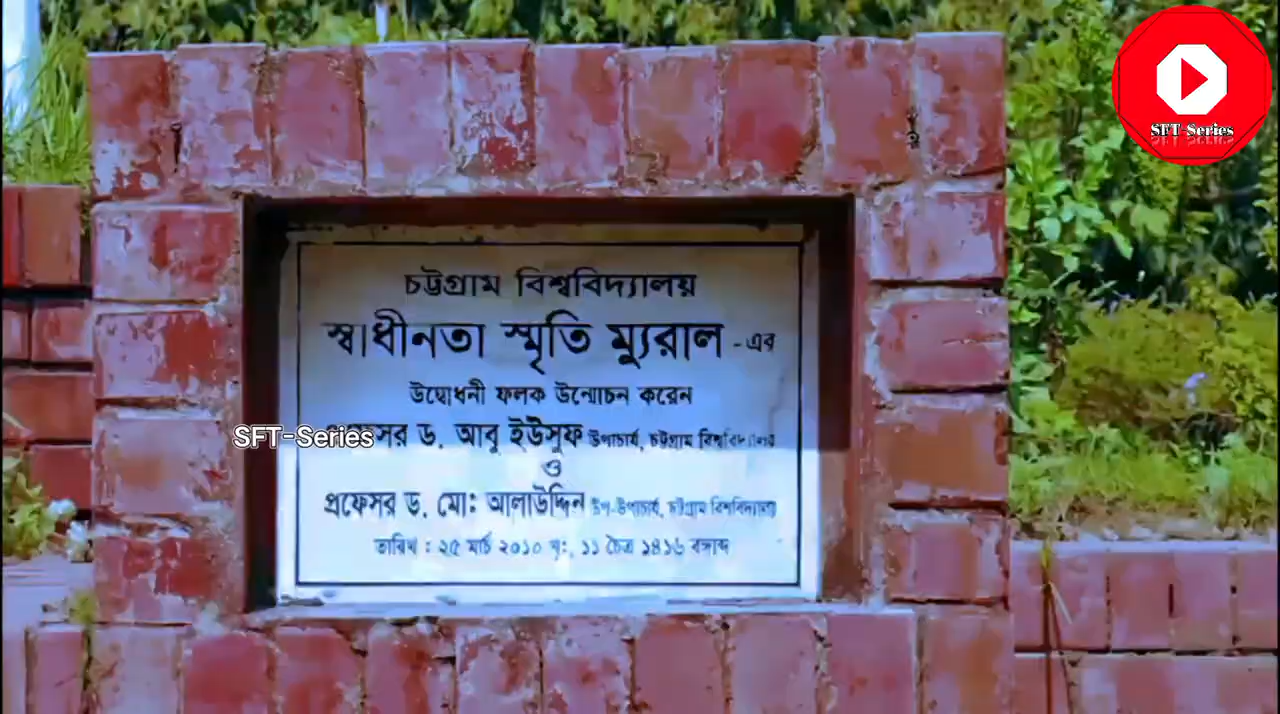 SFT-Series
চট্টগ্রাম বিশ্ববিদ্যালয়
স্বাধীনতা স্মৃতি ম্যুরাল -এর
উদ্বোধনী ফলক উন্মোচন করেন
SFT-Series
প্রফেসর ড. আবু ইউসুফ উপাচার্য, চট্টগ্রাম বিশ্ববিদ্যালয়
ও
প্রফেসর ড. মো: আলাউদ্দিন উপ-উপাচার্য, চট্টগ্রাম বিশ্ববিদ্যালয়
তারিখ : ২৫ মার্চ ২০১০ খৃ:, ১১ চৈত্র ১৪১৬ বঙ্গাব্দ